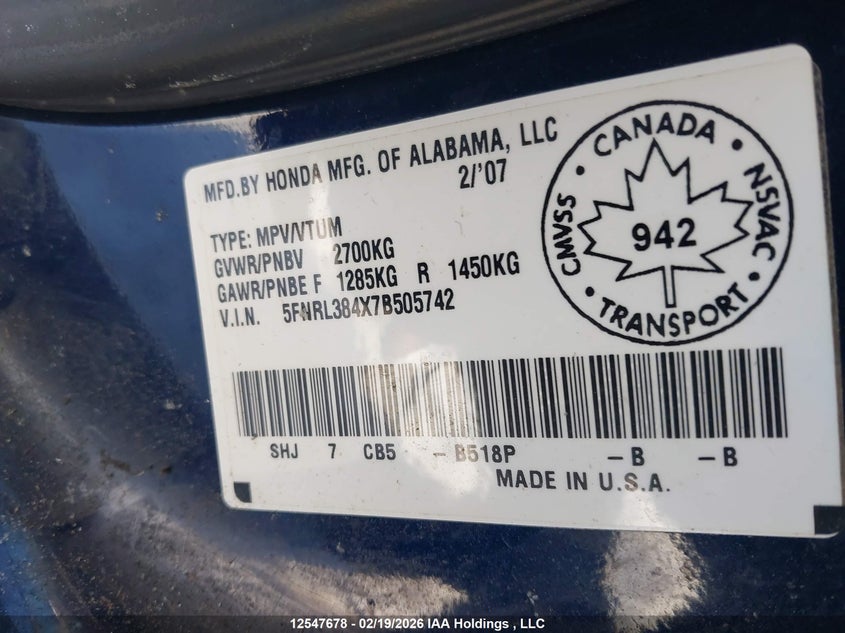 MFD.BY HONDA MFG. OF ALABAMA, LLC
2/'07
TYPE: MPV/VTUM
GVWR/PNBV 2700KG
GAWR/PNBE F 1285KG R 1450KG
V.I.N. 5FNRL384X7B505742
CANADA
CMVSS
NSVAC
942
TRANSPORT
SHJ 7 CB5 - B518P - B - B
MADE IN U.S.A.
12547678 - 02/19/2026 IAA Holdings , LLC